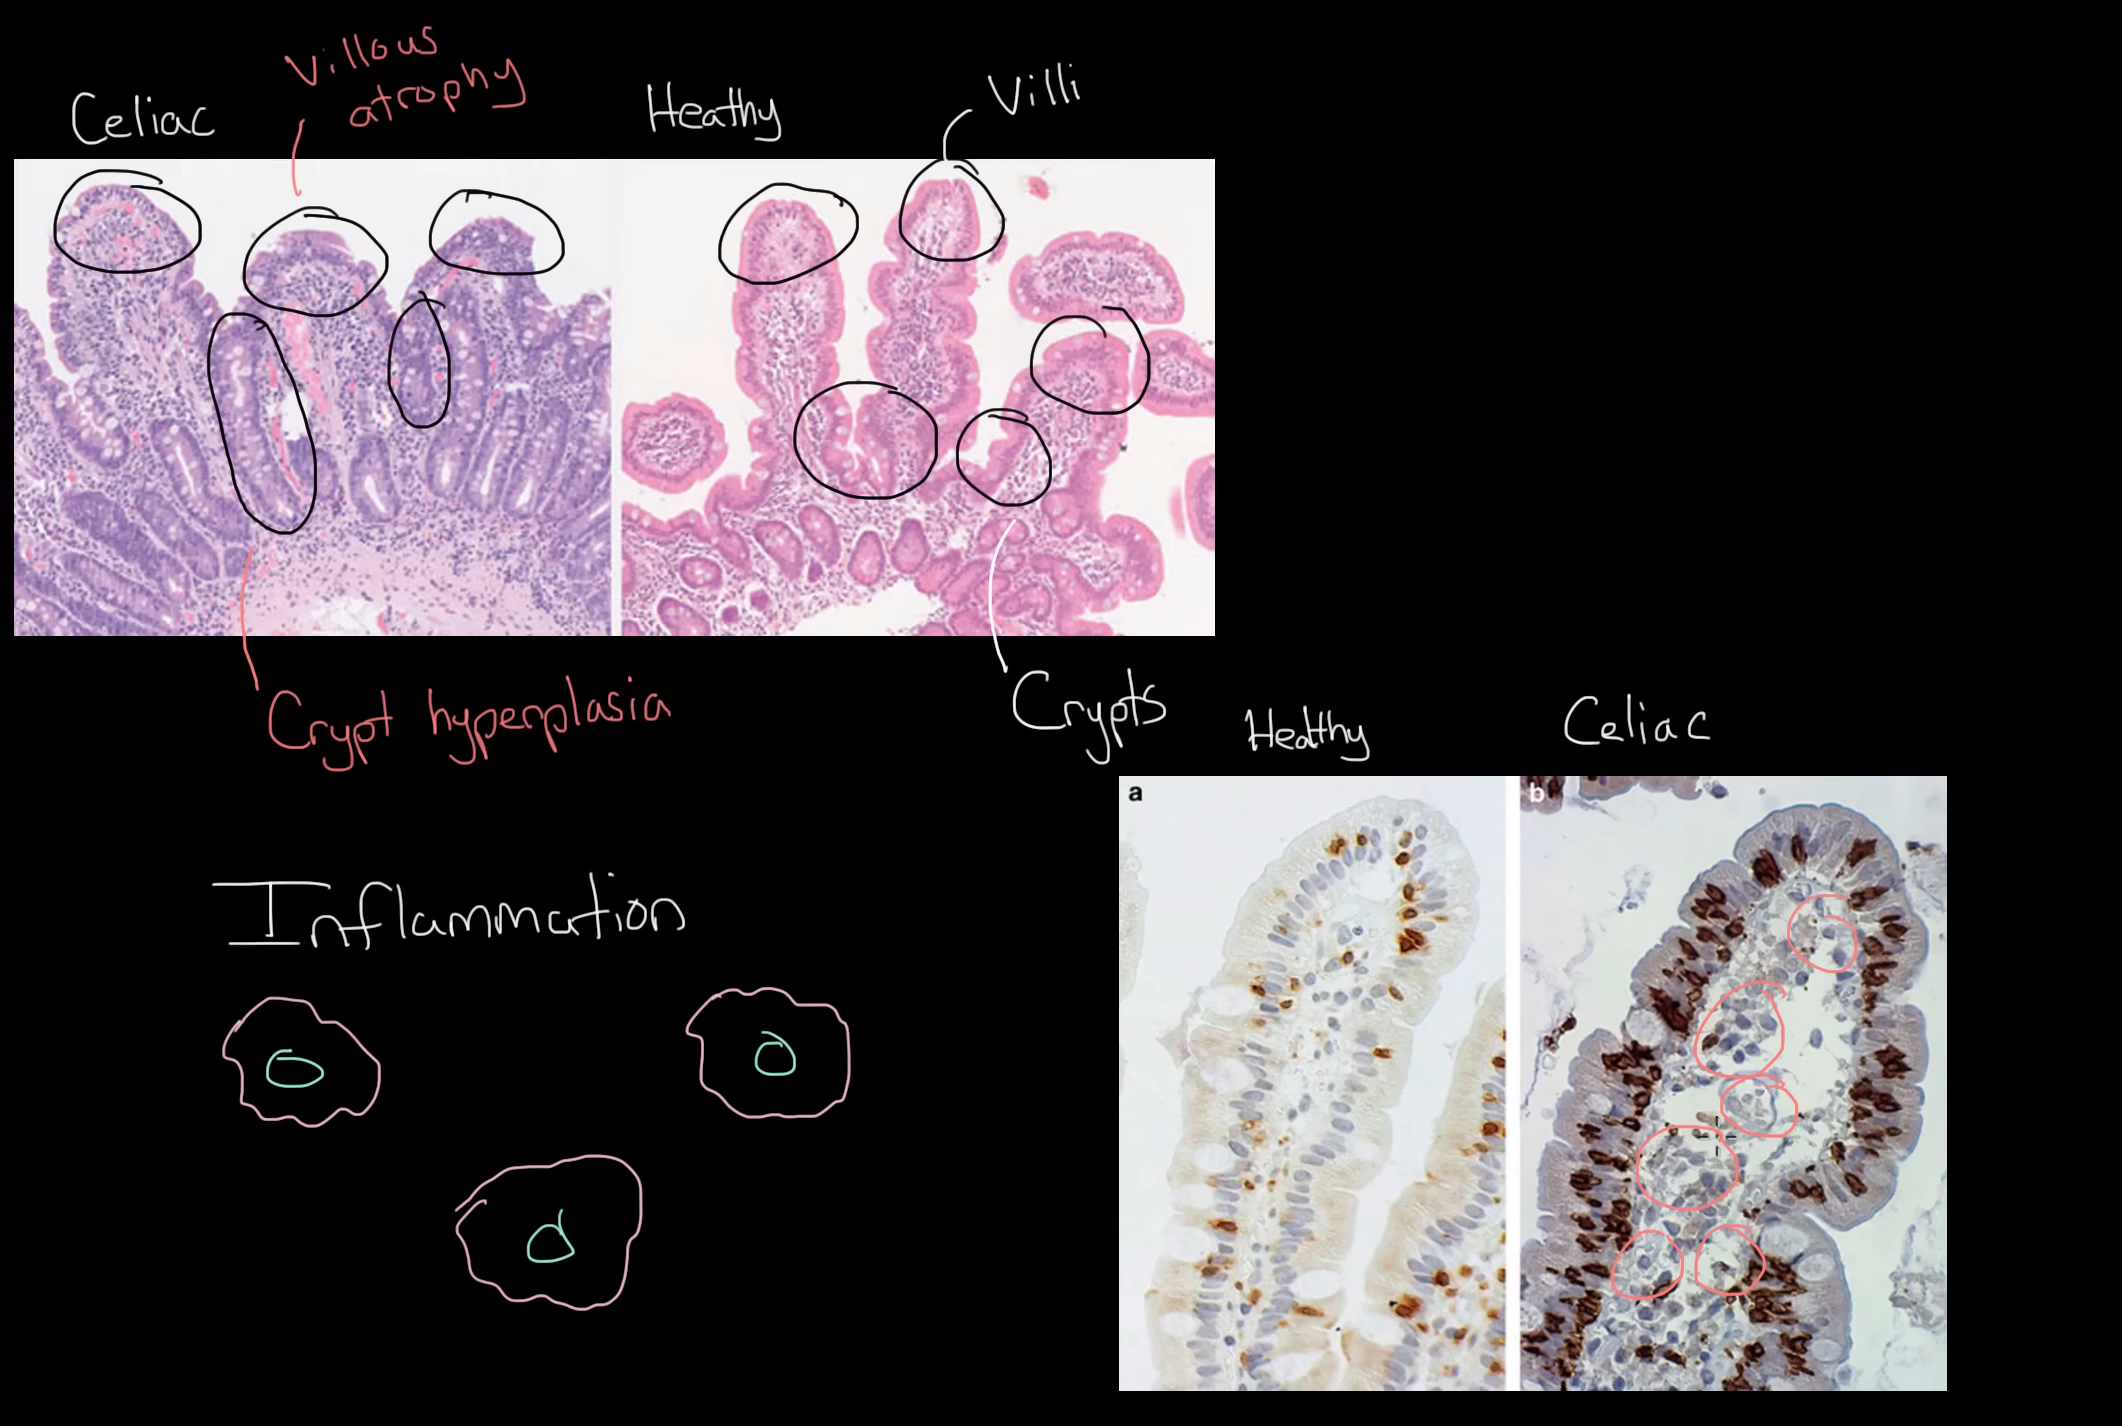 Villous
atrophy
Celiac
Heathy
Villi
Crypt hyperplasia
Crypts
Healthy
Celiac
a
b
Inflammation